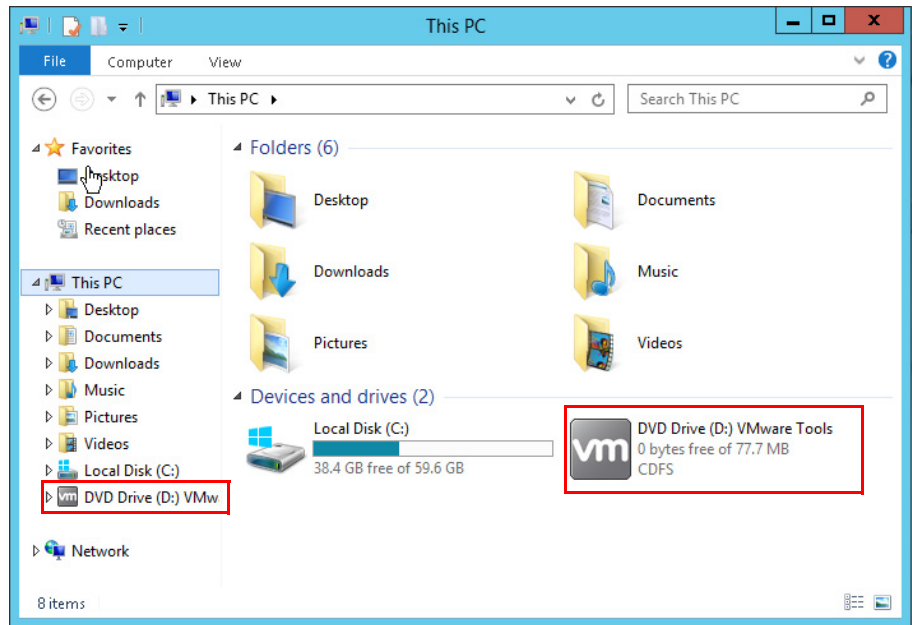 This PC
File Computer View
This PC
Search This PC
Favorites
Downloads
Recent places
This PC
Desktop
Documents
Downloads
Music
Pictures
Videos
Local Disk (C:)
DVD Drive (D:) VMw
Network
Folders (6)
Desktop
Documents
Downloads
Music
Pictures
Videos
Devices and drives (2)
Local Disk (C:)
38.4 GB free of 59.6 GB
vm
DVD Drive (D:) VMware Tools
0 bytes free of 77.7 MB
CDFS
8 items